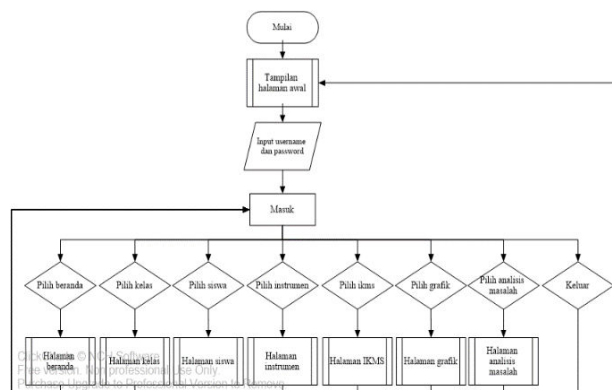 Mulai
Tampilan
halaman awal
Input username
dan password
Masuk
Pilih beranda
Pilih kelas
Pilih siswa
Pilih instrumen
Pilih ikms
Pilih grafik
Pilih analisis
masalah
Keluar
Halaman
beranda
Halaman kelas
Halaman siswa
Halaman
instrumen
Halaman IKMS
Halaman grafik
Halaman
analisis
masalah
Software
Free version. Non professional Use Only.
Purchase Upgrade to Professional Version to Remove